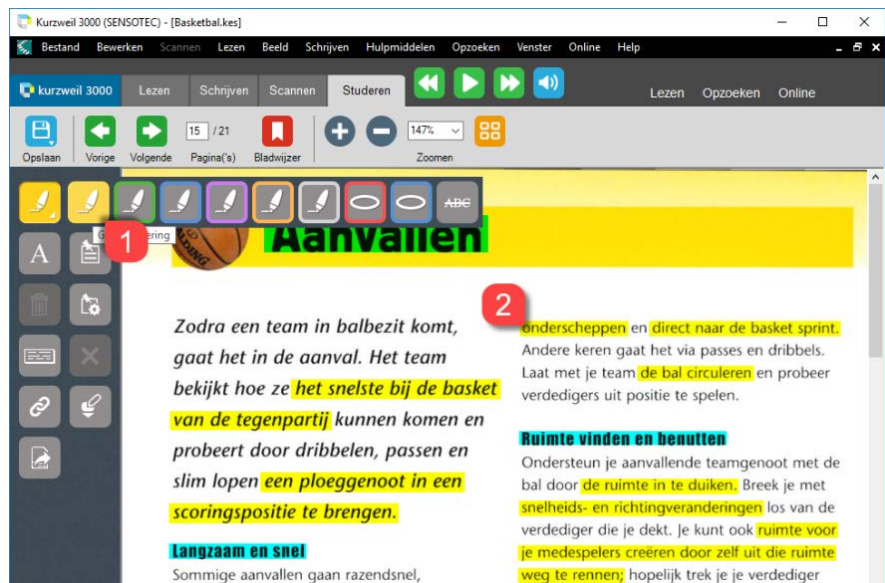 Kurzweil 3000 (SENSOTEC) - [Basketbal.kes]
Bestand Bewerken Scannen Lezen Beeld Schrijven Hulpmiddelen Opzoeken Venster Online Help
kurzweil 3000 Lezen Schrijven Scannen Studeren Lezen Opzoeken Online
15 /21 147%
Opslaan Vorige Volgende Pagina('s) Bladwijzer Zoomen
ABC
1
A
Aanvallen
2
Zodra een team in balbezit komt,
gaat het in de aanval. Het team
bekijkt hoe ze het snelste bij de basket
van de tegenpartij kunnen komen en
probeert door dribbelen, passen en
slim lopen een ploeggenoot in een
scoringspositie te brengen.
Langzaam en snel
Sommige aanvallen gaan razendsnel,
onderscheppen en direct naar de basket sprint.
Andere keren gaat het via passes en dribbels.
Laat met je team de bal circuleren en probeer
verdedigers uit positie te spelen.
Ruimte vinden en benutten
Ondersteun je aanvallende teamgenoot met de
bal door de ruimte in te duiken. Breek je met
snelheids- en richtingveranderingen los van de
verdediger die je dekt. Je kunt ook ruimte voor
je medespelers creëren door zelf uit die ruimte
weg te rennen; hopelijk trek je je verdediger